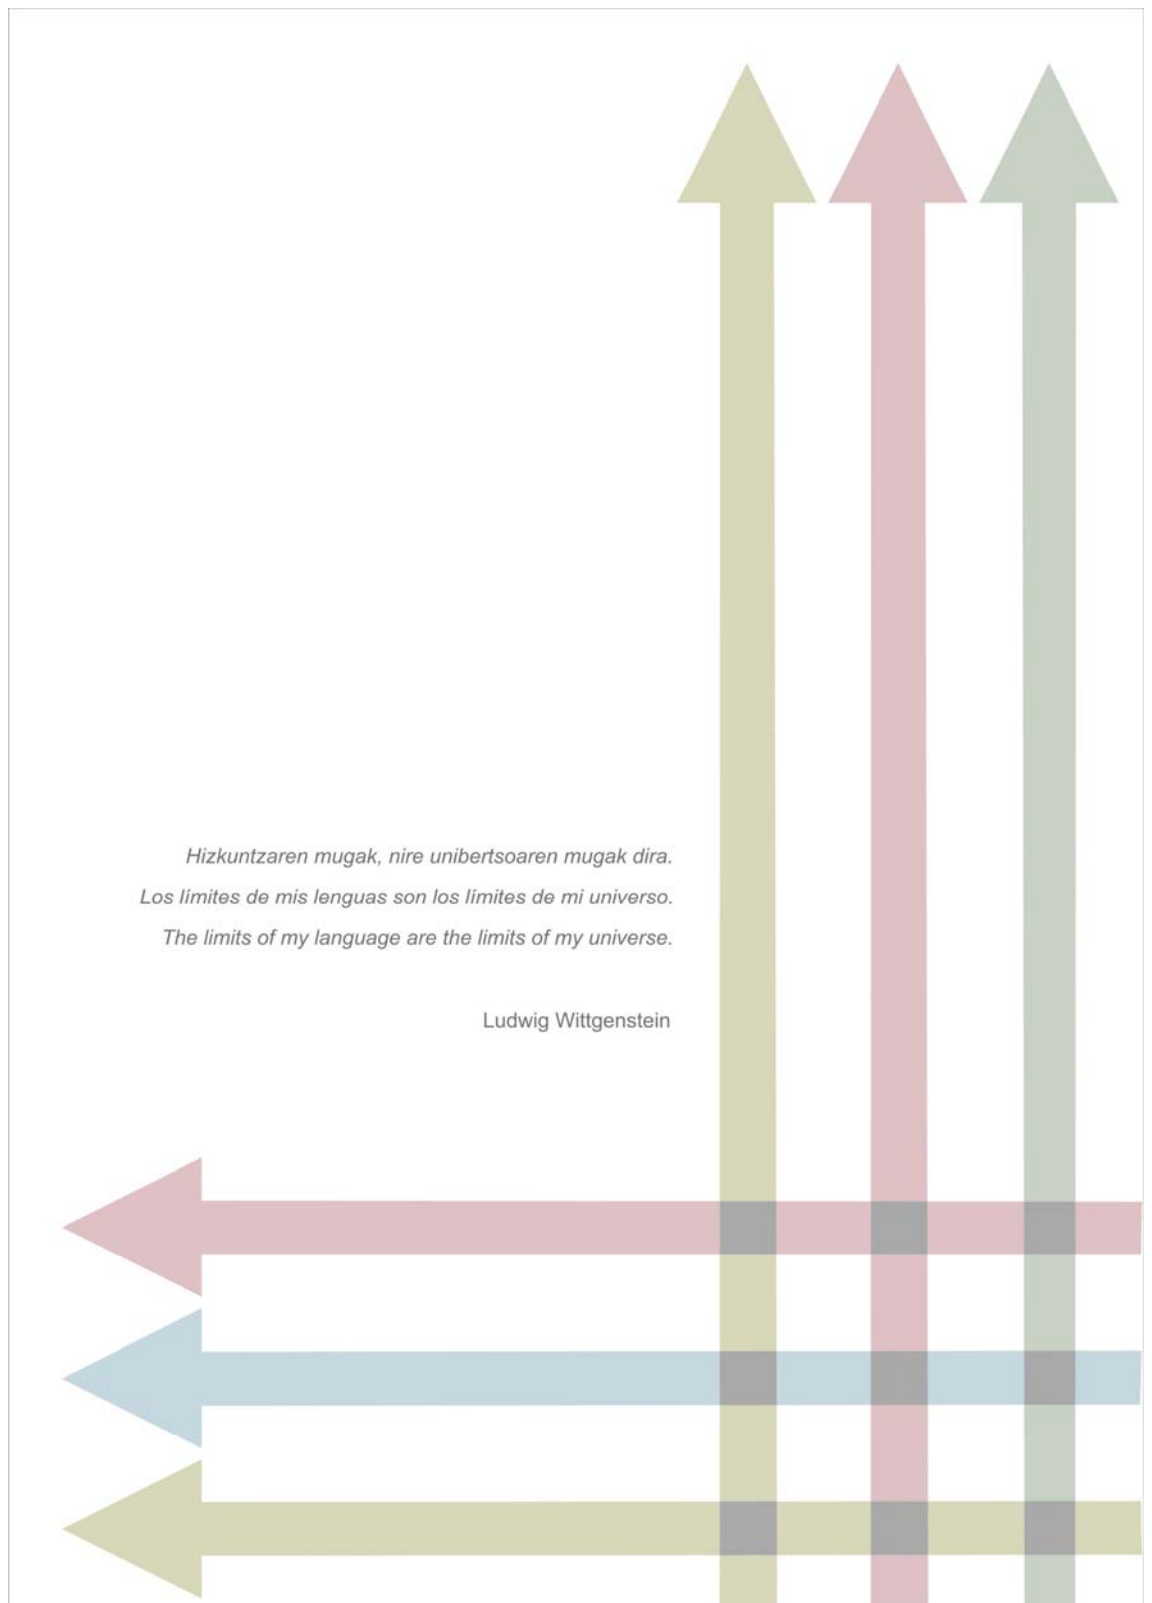 Hizkuntzaren mugak, nire unibertsoaren mugak dira.
Los límites de mis lenguas son los límites de mi universo.
The limits of my language are the limits of my universe.
Ludwig Wittgenstein